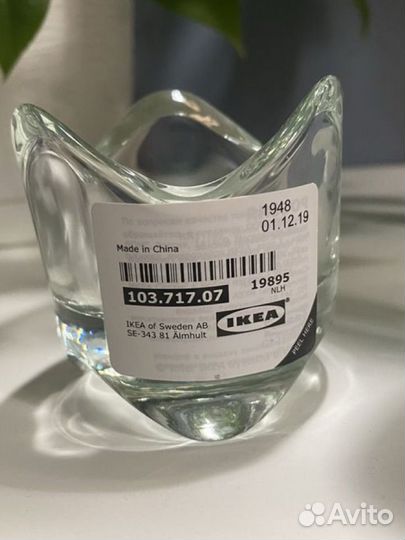 1948
01.12.19
Made in China
19895
103.717.07
NLH
IKEA of Sweden AB
SE-343 81 Älmhult
IKEA
PEEL HERE
Avito